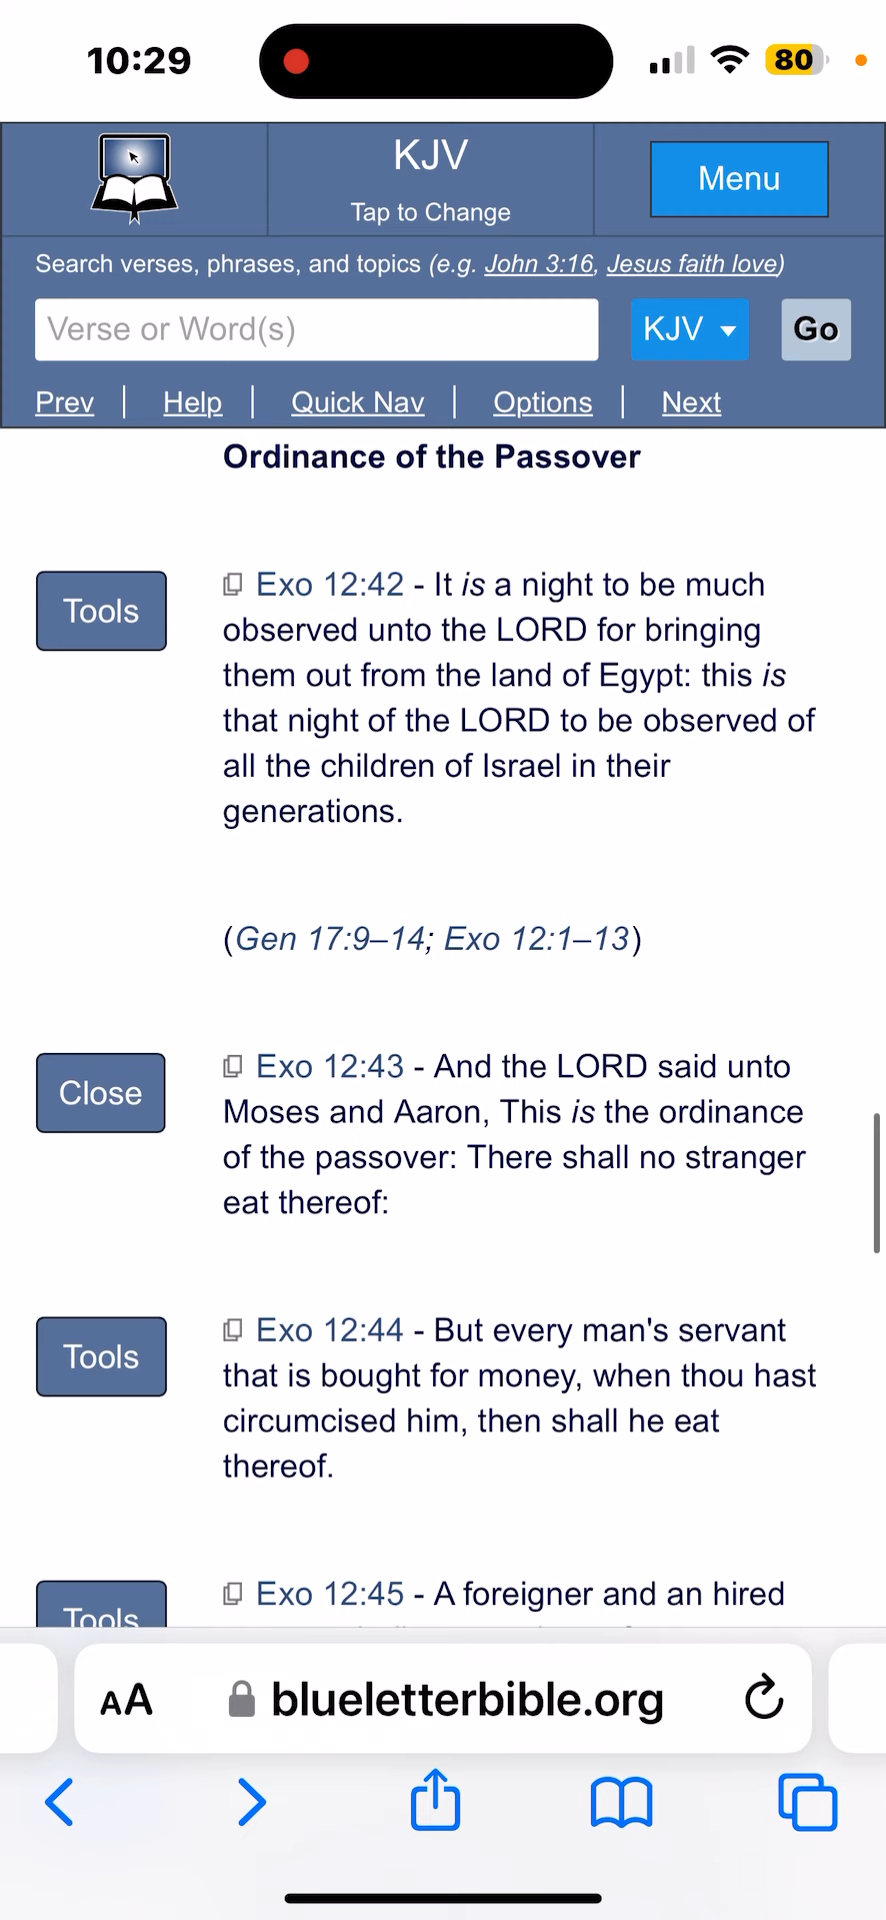 10:29
80
KJV
Tap to Change
Menu
Search verses, phrases, and topics (e.g. John 3:16, Jesus faith love)
Verse or Word(s)
KJV
Go
Prev | Help | Quick Nav | Options | Next
Ordinance of the Passover
Tools
Exo 12:42 - It is a night to be much
observed unto the LORD for bringing
them out from the land of Egypt: this is
that night of the LORD to be observed of
all the children of Israel in their
generations.
(Gen 17:9–14; Exo 12:1–13)
Close
Exo 12:43 - And the LORD said unto
Moses and Aaron, This is the ordinance
of the passover: There shall no stranger
eat thereof:
Tools
Exo 12:44 - But every man's servant
that is bought for money, when thou hast
circumcised him, then shall he eat
thereof.
Tools
Exo 12:45 - A foreigner and an hired
AA
blueletterbible.org